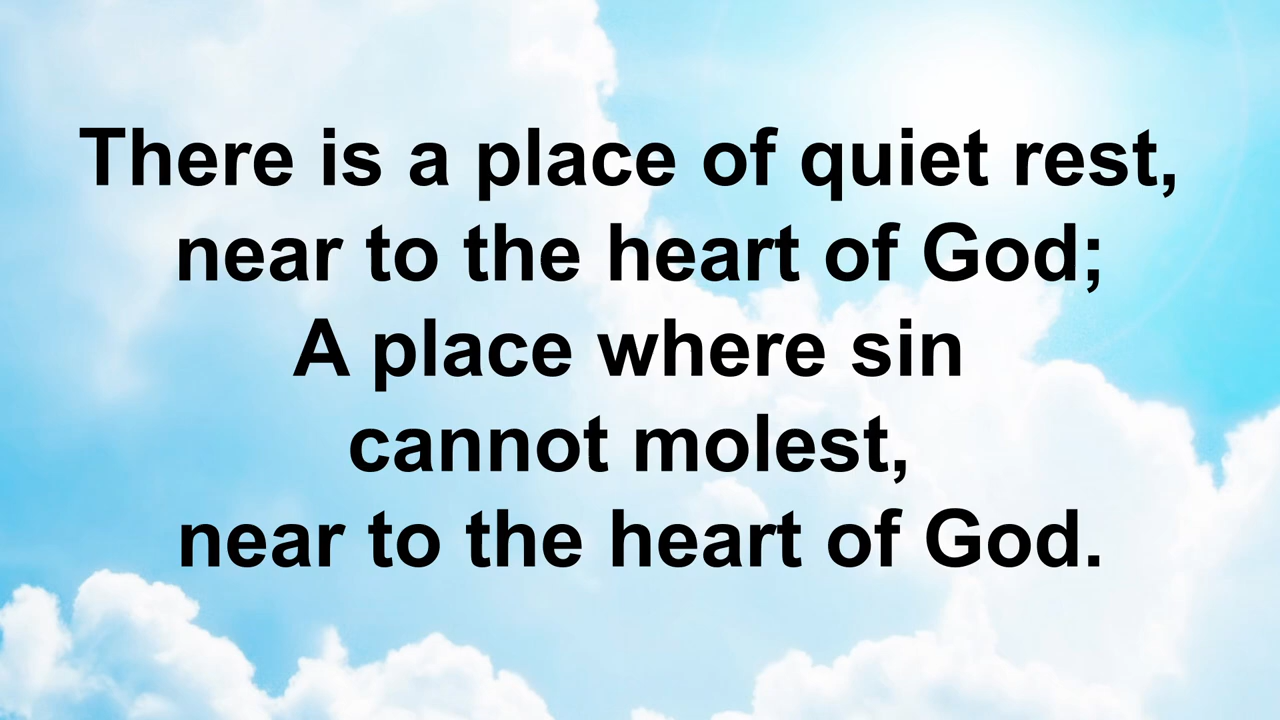 There is a place of quiet rest,
near to the heart of God;
A place where sin
cannot molest,
near to the heart of God.